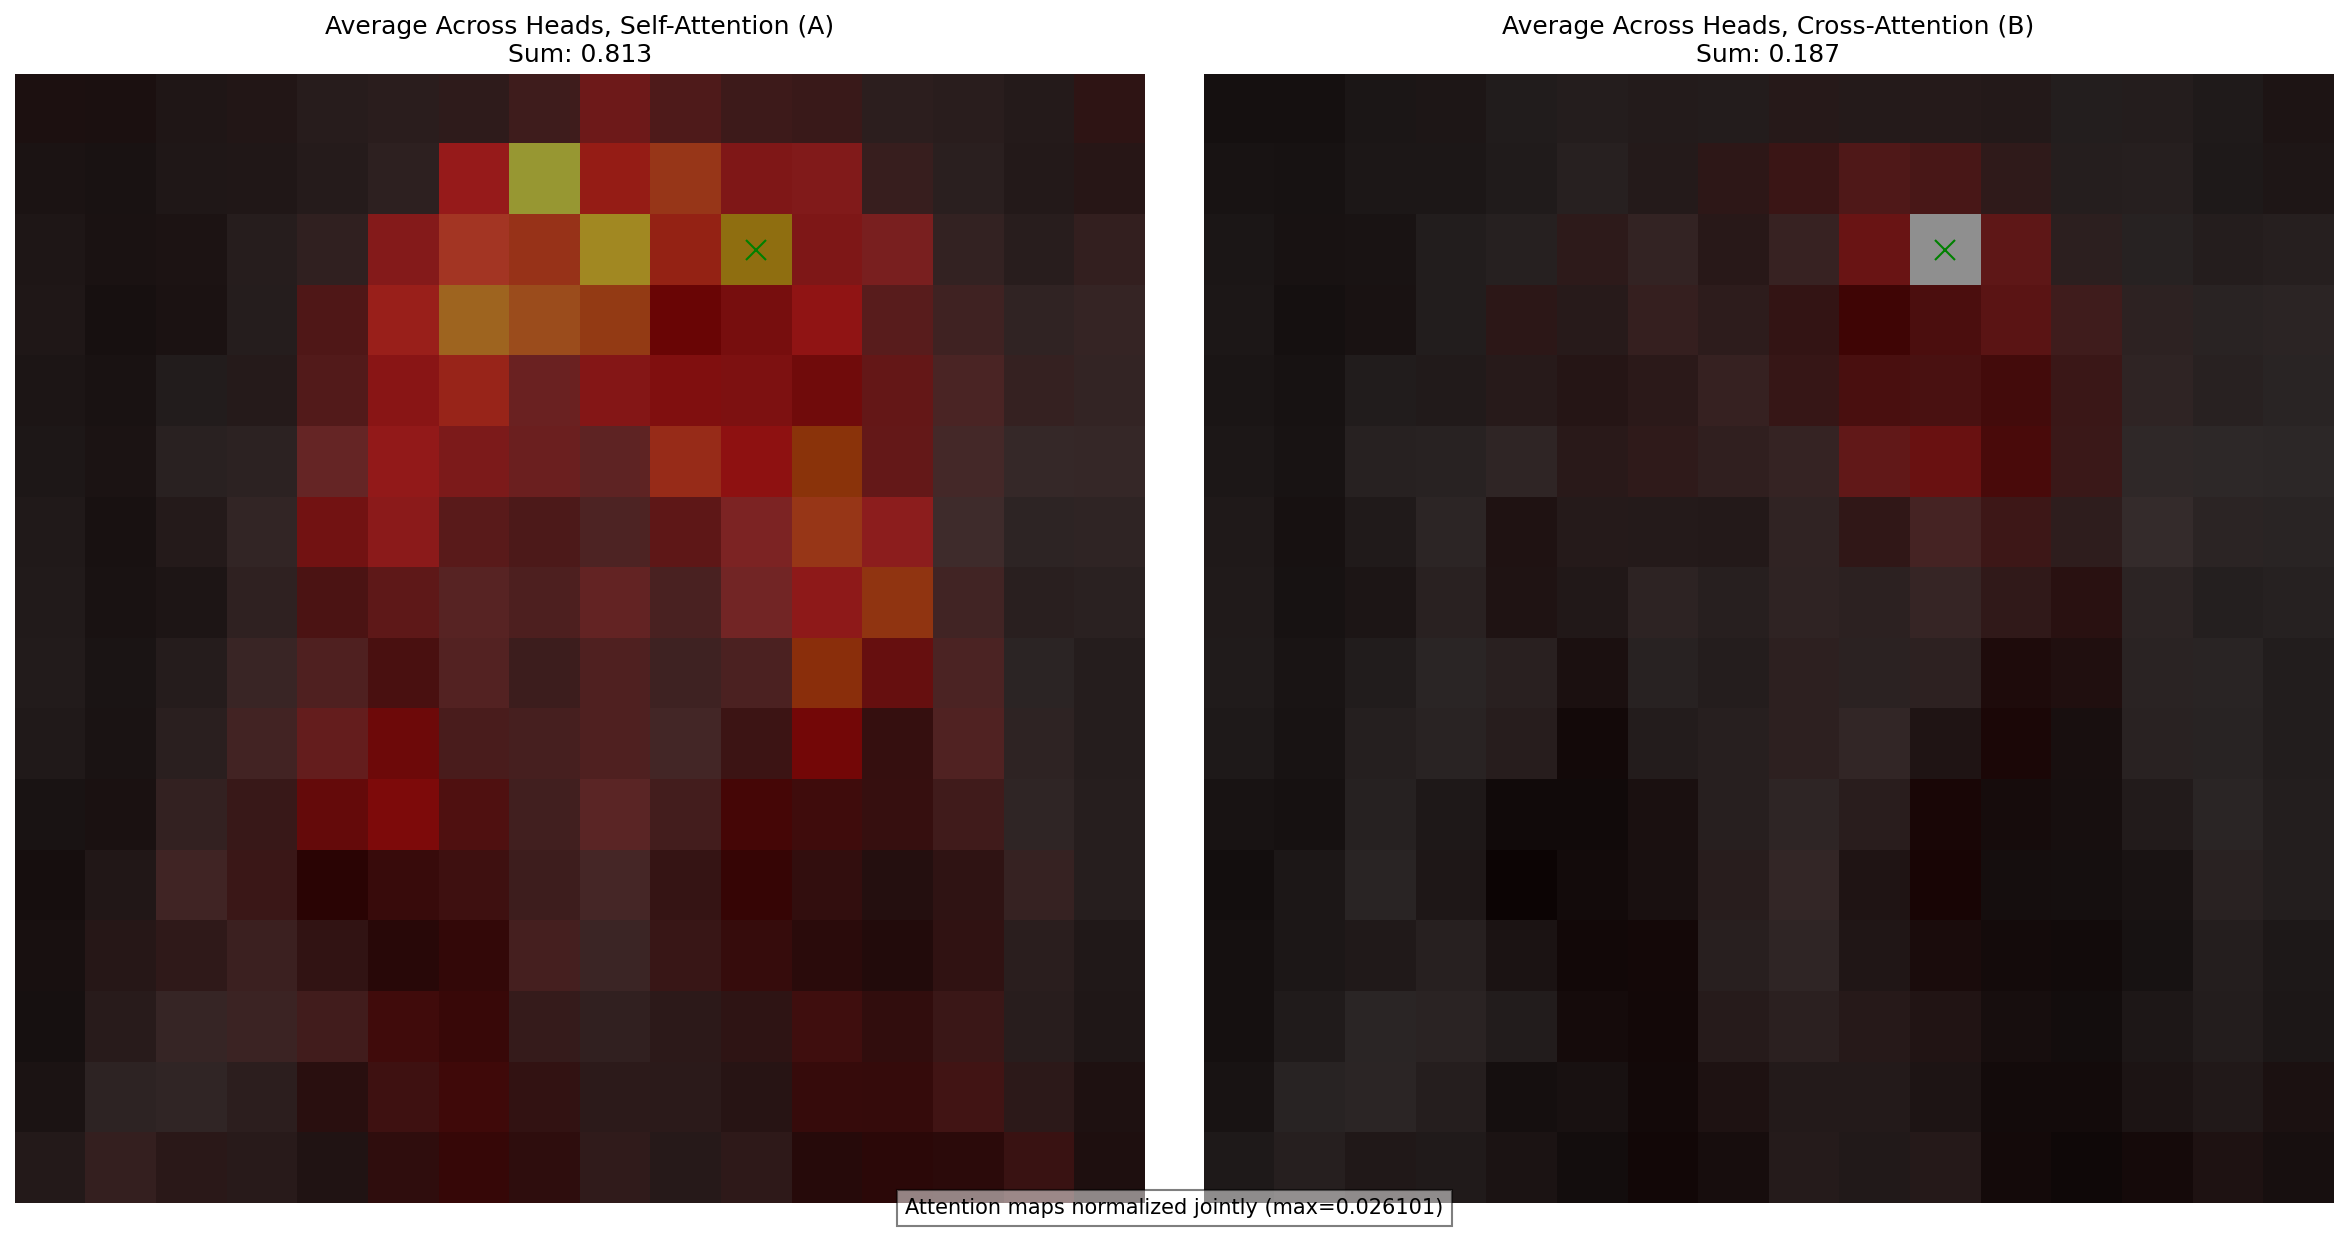 Average Across Heads, Self-Attention (A)
Sum: 0.813
Average Across Heads, Cross-Attention (B)
Sum: 0.187
Attention maps normalized jointly (max=0.026101)